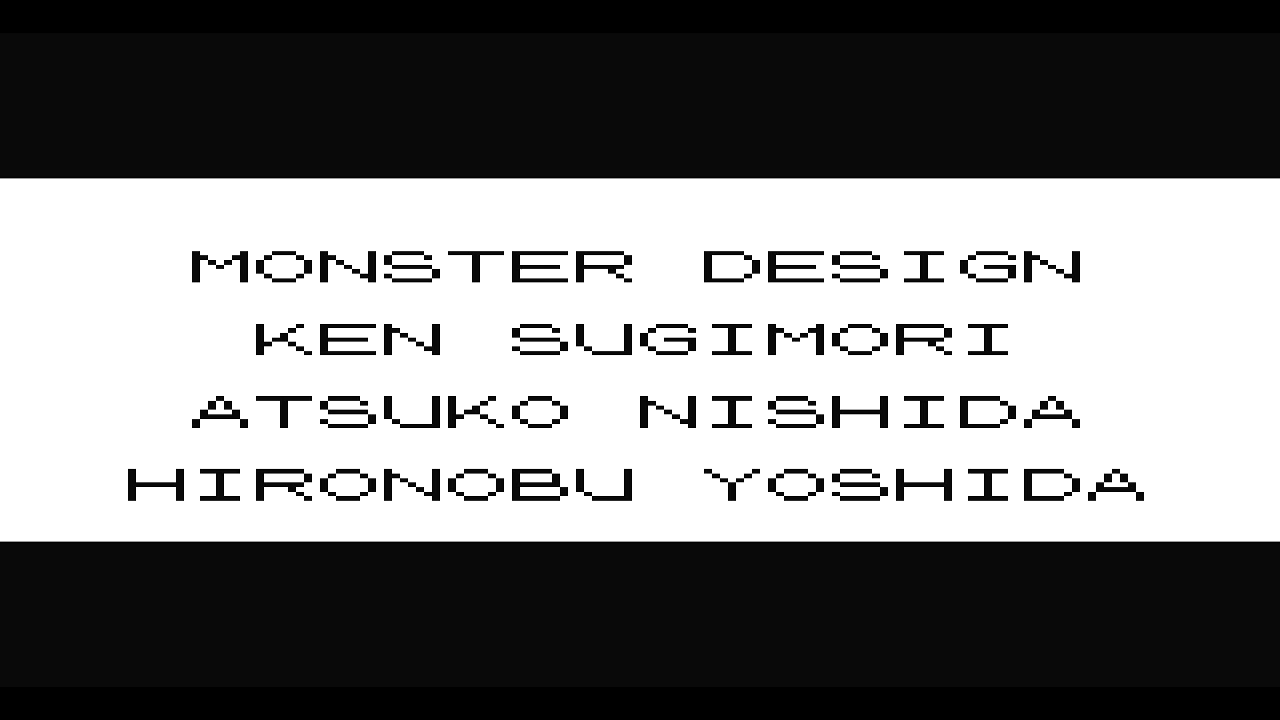 MONSTER DESIGN
KEN SUGIMORI
ATSUKO NISHIDA
HIRONOBU YOSHIDA